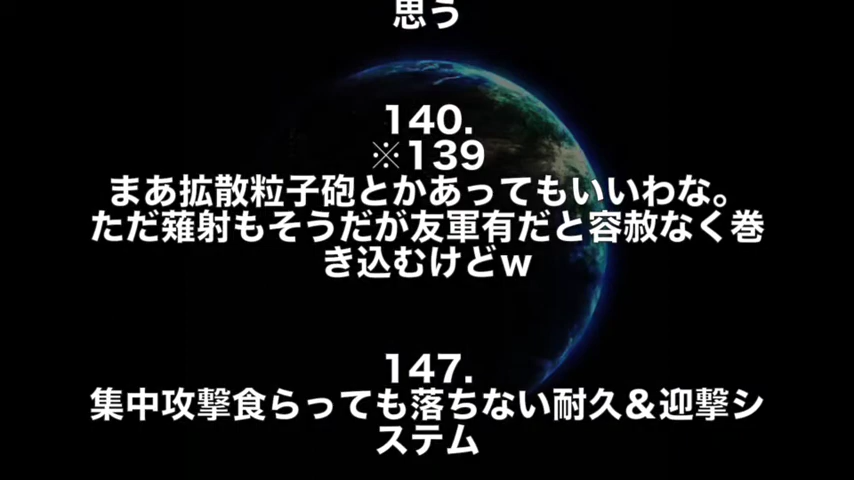 思う
140.
※139
まあ拡散粒子砲とかあってもいいわな。
ただ薙射もそうだが友軍有だと容赦なく巻
き込むけどｗ
147.
集中攻撃食らっても落ちない耐久＆迎撃シ
ステム